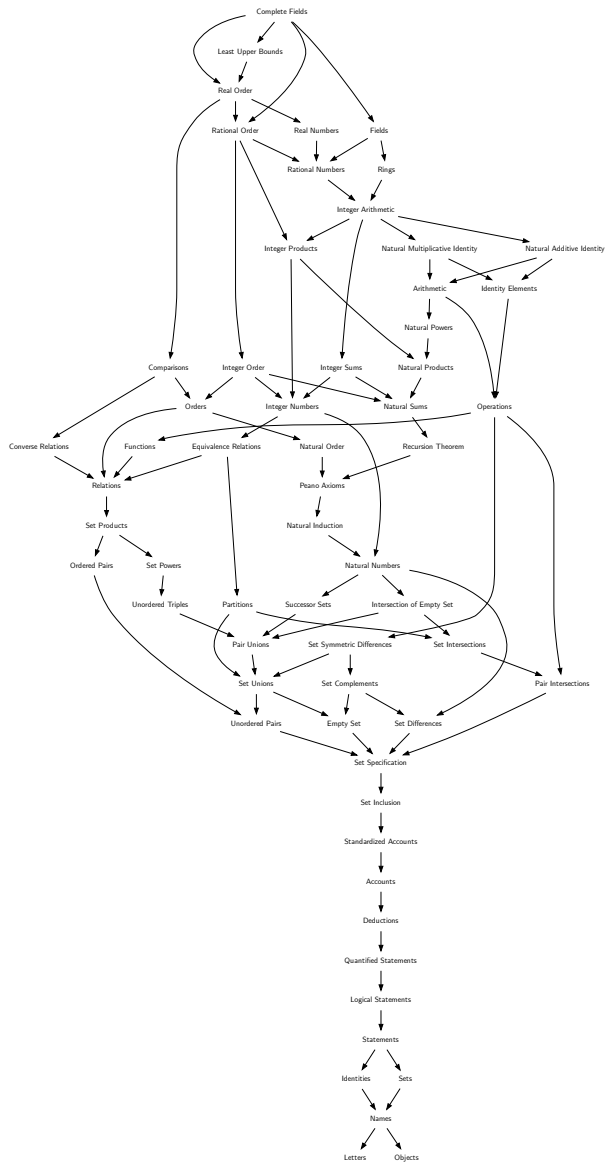 Complete Fields
Least Upper Bounds
Real Order
Rational Order
Real Numbers
Fields
Rational Numbers
Rings
Integer Arithmetic
Integer Products
Natural Multiplicative Identity
Natural Additive Identity
Arithmetic
Identity Elements
Natural Powers
Comparisons
Integer Order
Integer Sums
Natural Products
Orders
Integer Numbers
Natural Sums
Operations
Converse Relations
Functions
Equivalence Relations
Natural Order
Recursion Theorem
Relations
Peano Axioms
Set Products
Natural Induction
Ordered Pairs
Set Powers
Natural Numbers
Unordered Triples
Partitions
Successor Sets
Intersection of Empty Set
Pair Unions
Set Symmetric Differences
Set Intersections
Set Unions
Set Complements
Pair Intersections
Unordered Pairs
Empty Set
Set Differences
Set Specification
Set Inclusion
Standardized Accounts
Accounts
Deductions
Quantified Statements
Logical Statements
Statements
Identities
Sets
Names
Letters
Objects